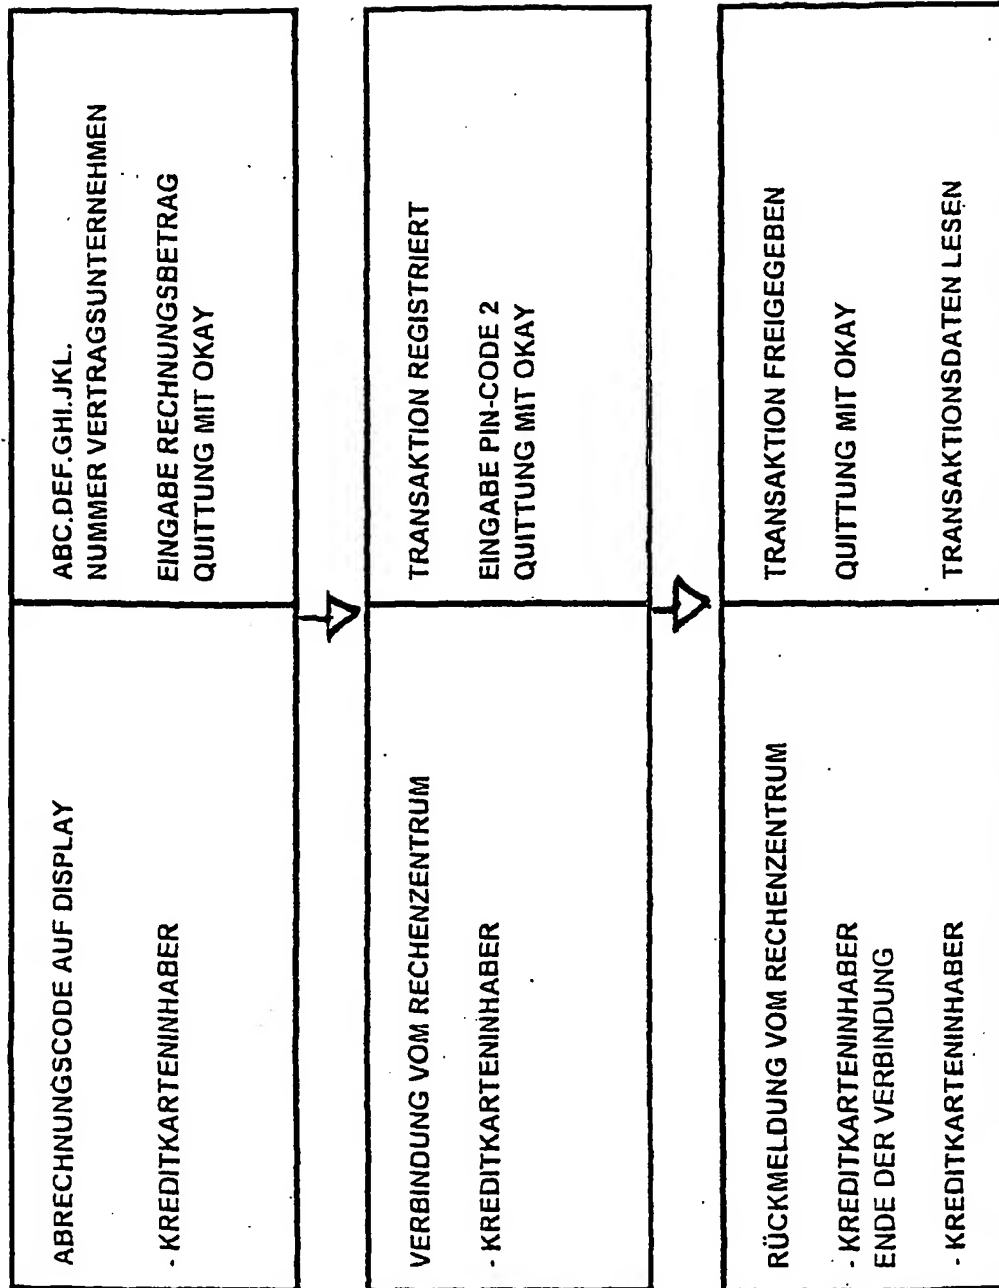 ABRECHNUNGSCODE AUF DISPLAY
- KREDITKARTENINHABER
ABC.DEF.GHI.JKL.
NUMMER VERTRAGSUNTERNEHMEN
EINGABE RECHNUNGSBETRAG
QUITTUNG MIT OKAY
VERBINDUNG VOM RECHENZENTRUM
- KREDITKARTENINHABER
TRANSAKTION REGISTRIERT
EINGABE PIN-CODE 2
QUITTUNG MIT OKAY
RÜCKMELDUNG VOM RECHENZENTRUM
- KREDITKARTENINHABER
ENDE DER VERBINDUNG
- KREDITKARTENINHABER
TRANSAKTION FREIGEGEBEN
QUITTUNG MIT OKAY
TRANSAKTIONSDATEN LESEN